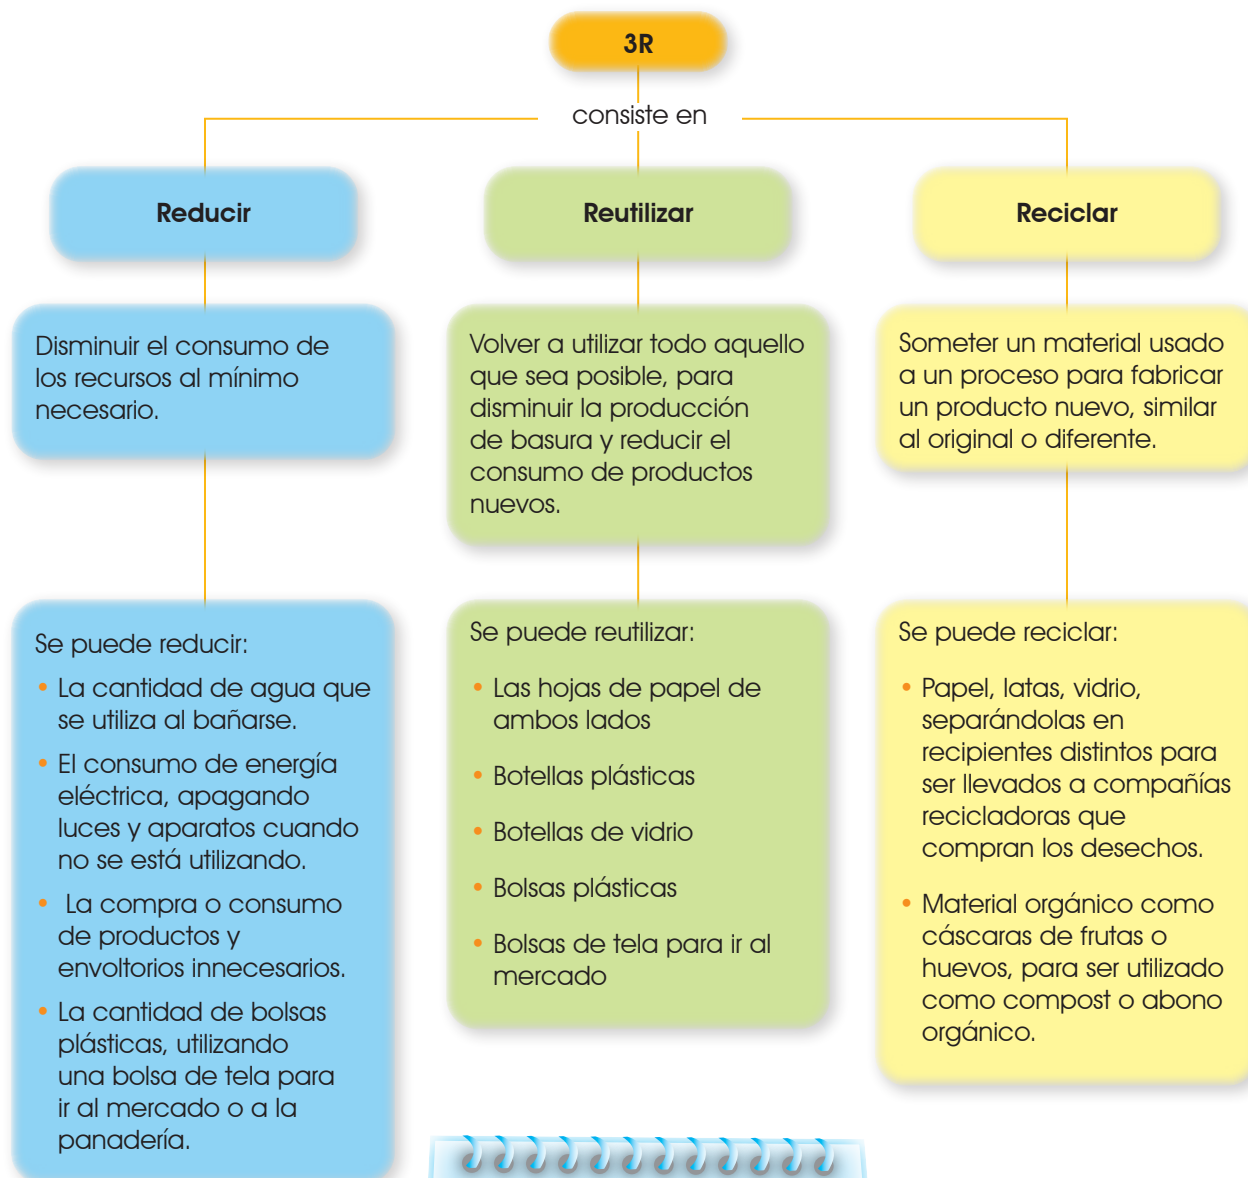 3R
consiste en
Reducir
Disminuir el consumo de
los recursos al mínimo
necesario.
Se puede reducir:
• La cantidad de agua que
se utiliza al bañarse.
• El consumo de energía
eléctrica, apagando
luces y aparatos cuando
no se está utilizando.
• La compra o consumo
de productos y
envoltorios innecesarios.
• La cantidad de bolsas
plásticas, utilizando
una bolsa de tela para
ir al mercado o a la
panadería.
Reutilizar
Volver a utilizar todo aquello
que sea posible, para
disminuir la producción
de basura y reducir el
consumo de productos
nuevos.
Se puede reutilizar:
• Las hojas de papel de
ambos lados
• Botellas plásticas
• Botellas de vidrio
• Bolsas plásticas
• Bolsas de tela para ir al
mercado
Reciclar
Someter un material usado
a un proceso para fabricar
un producto nuevo, similar
al original o diferente.
Se puede reciclar:
• Papel, latas, vidrio,
separándolas en
recipientes distintos para
ser llevados a compañías
recicladoras que
compran los desechos.
• Material orgánico como
cáscaras de frutas o
huevos, para ser utilizado
como compost o abono
orgánico.